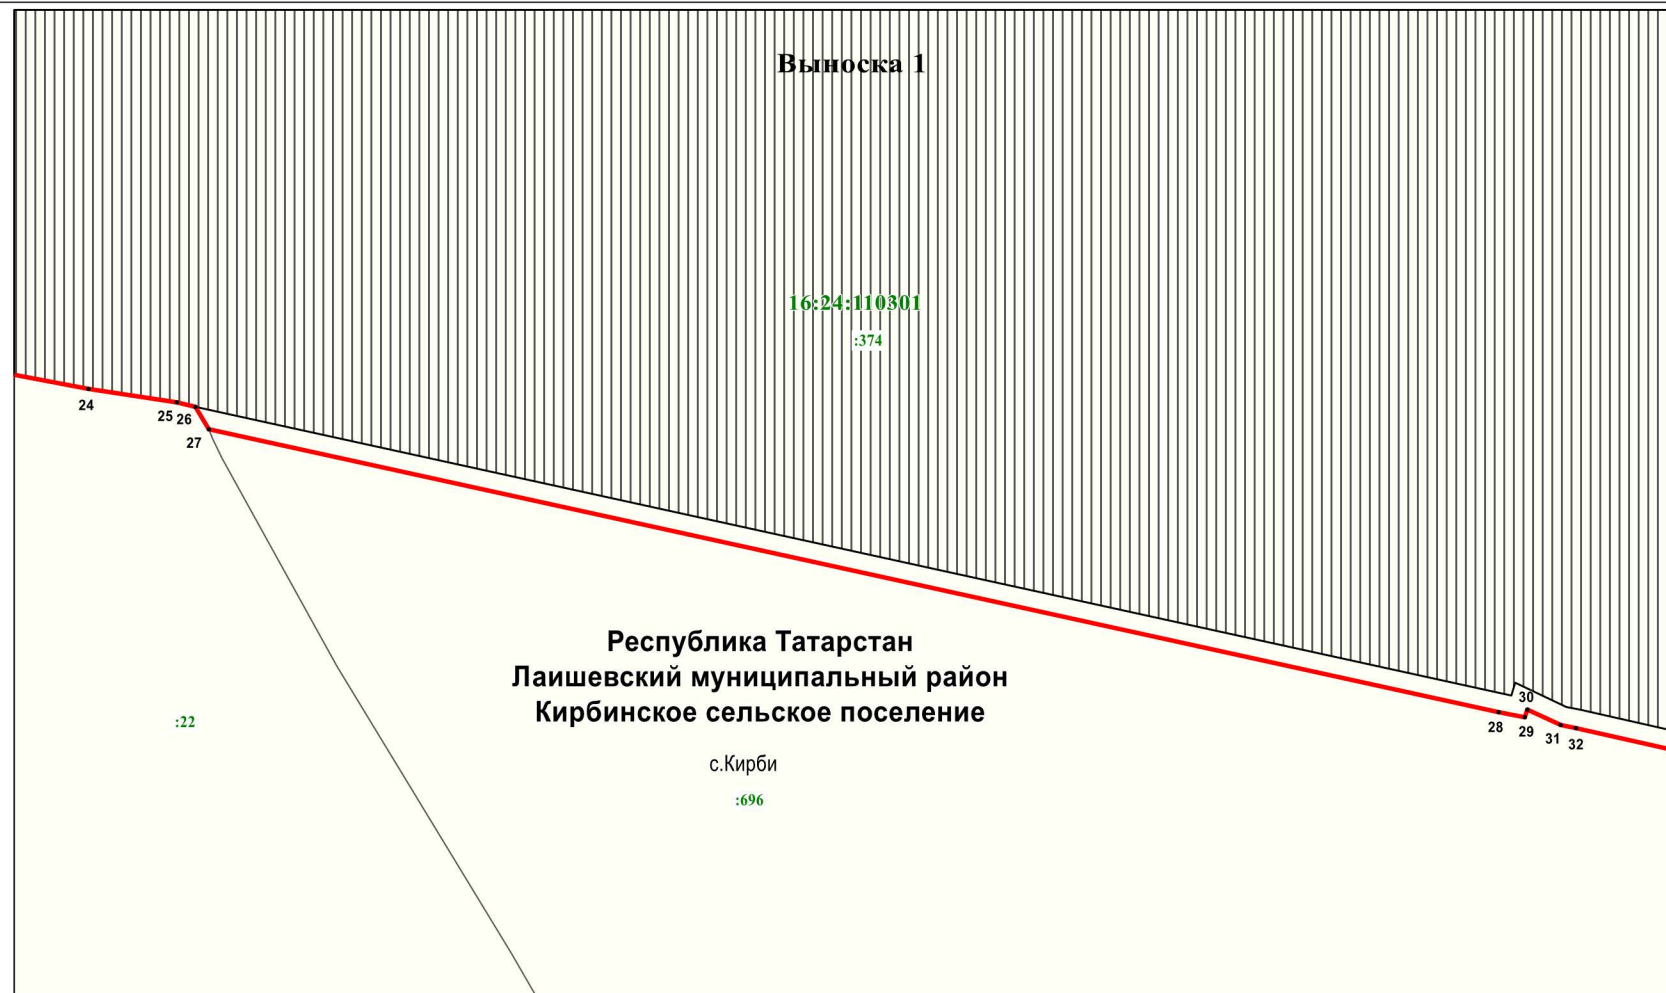 Выноска 1
16:24:110301
:374
24
25
26
27
Республика Татарстан
Лаишевский муниципальный район
Кирбинское сельское поселение
с.Кирби
:696
:22
30
28
29
31
32